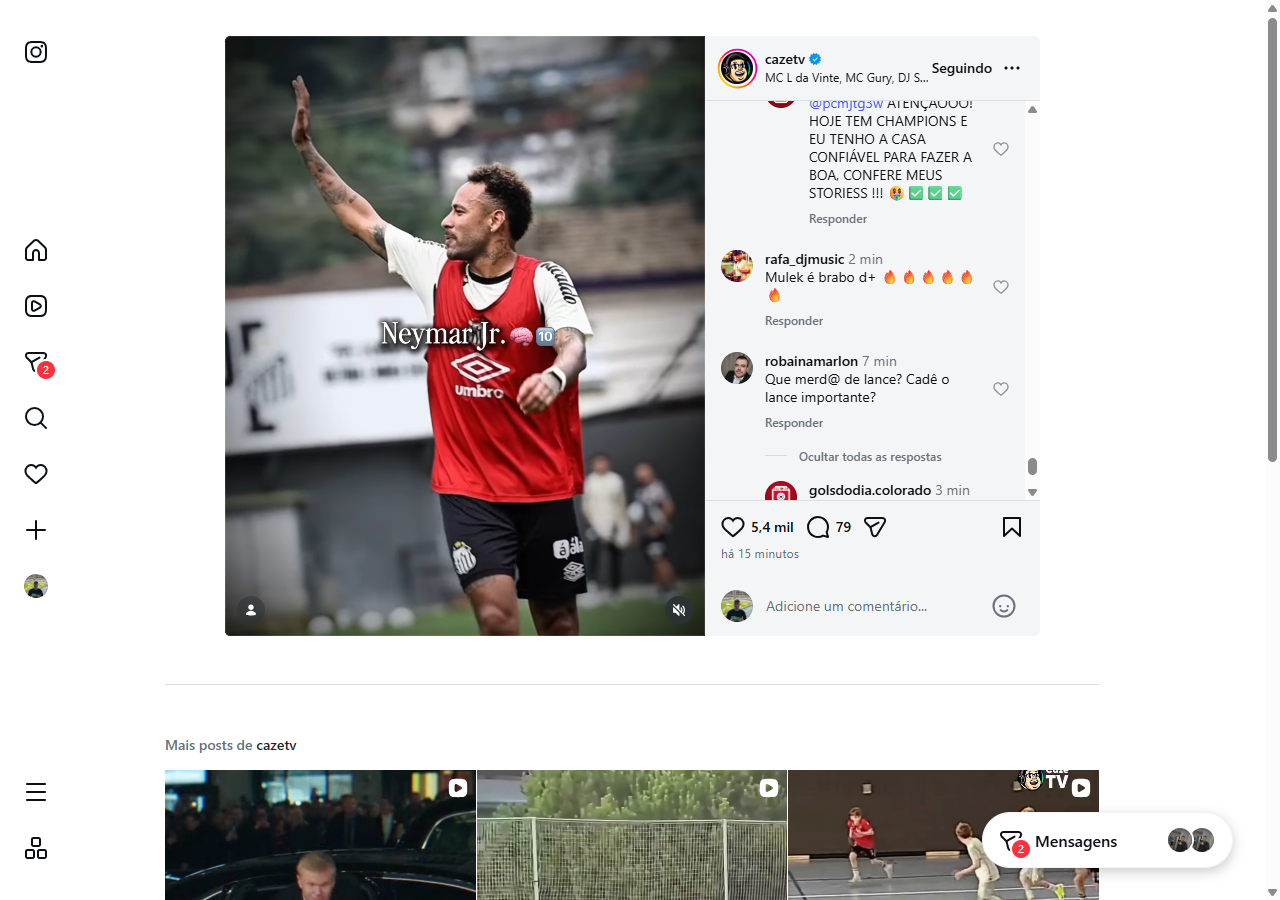 cazetv
MC L da Vinte, MC Gury, DJ S...
Seguindo
@pcmjtg3w ATENÇÃOOO!
HOJE TEM CHAMPIONS E
EU TENHO A CASA
CONFIÁVEL PARA FAZER A
BOA, CONFERE MEUS
STORIESS !!! 🤑 ✅ ✅ ✅
Responder
rafa_djmusic 2 min
Mulek é brabo d+ 🔥 🔥 🔥 🔥 🔥
🔥
Responder
robainamarlon 7 min
Que merd@ de lance? Cadê o
lance importante?
Responder
Ocultar todas as respostas
golsdodia.colorado 3 min
5,4 mil
79
há 15 minutos
Adicione um comentário...
Neymar Jr. 🧠 🔟
umbro
2
Mais posts de cazetv
TV
2
Mensagens